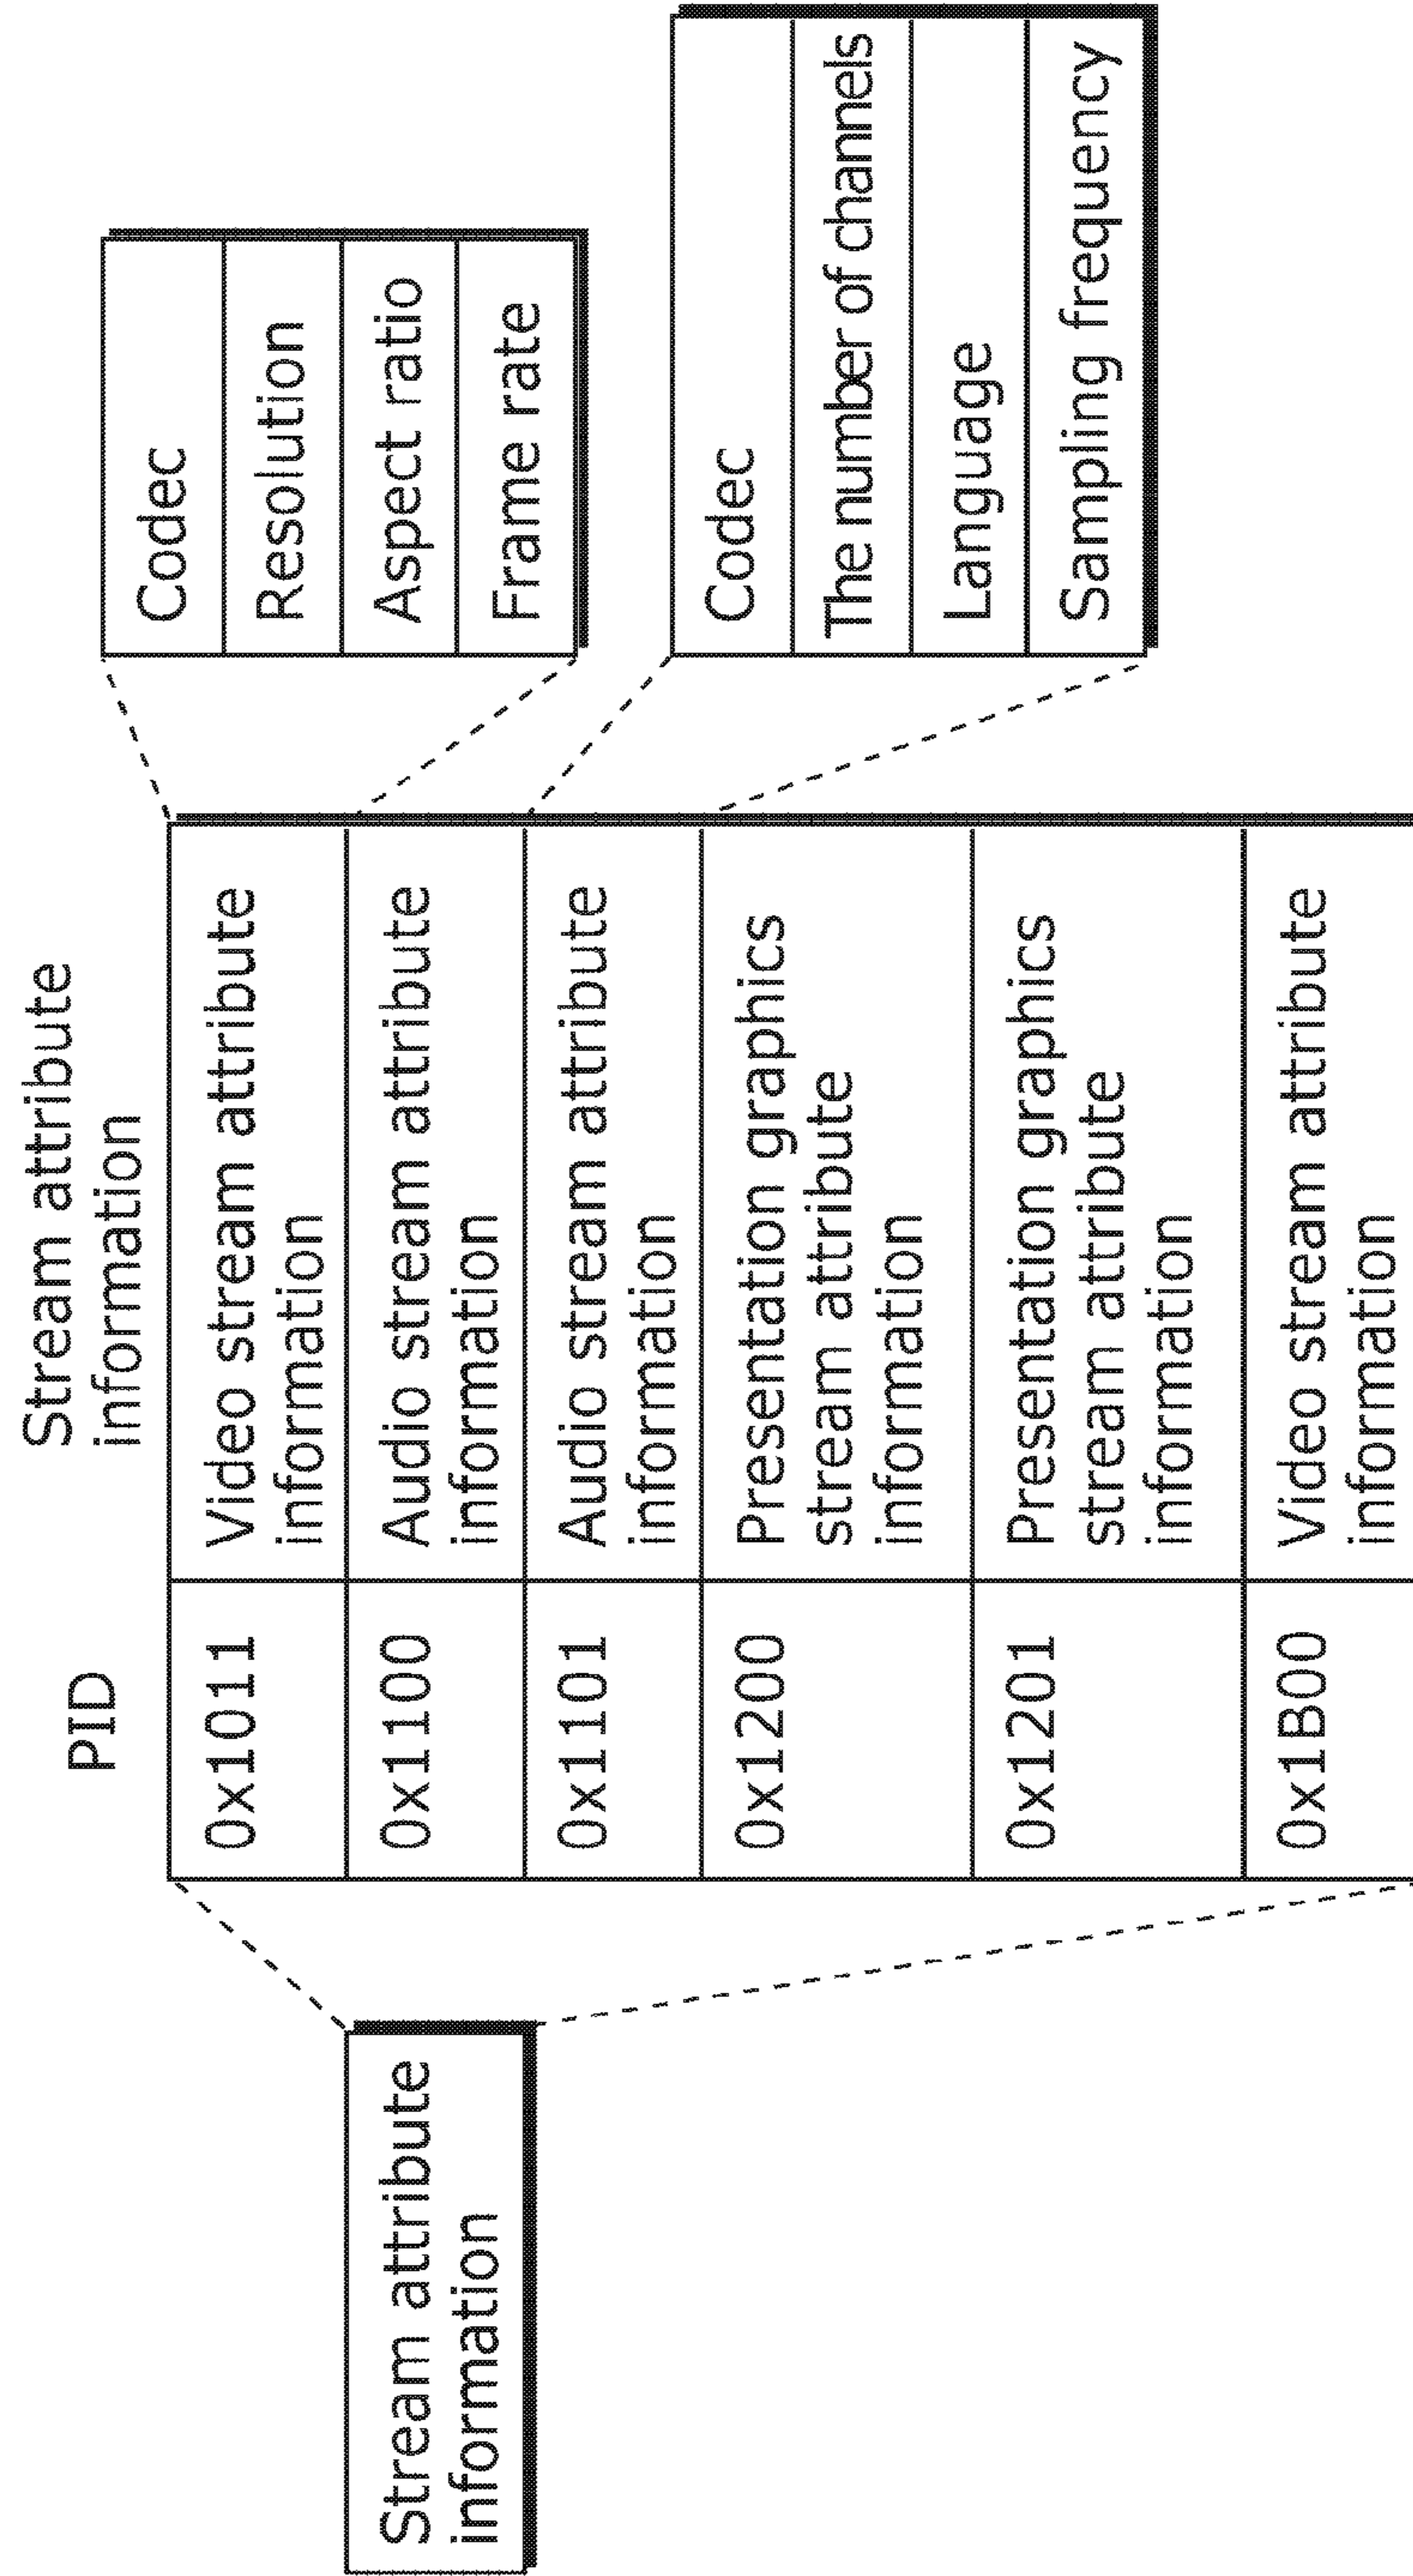 Stream attribute
information
PID
Stream attribute
information
0x1011
Video stream attribute
information
0x1100
Audio stream attribute
information
0x1101
Audio stream attribute
information
0x1200
Presentation graphics
stream attribute
information
0x1201
Presentation graphics
stream attribute
information
0x1B00
Video stream attribute
information
Codec
Resolution
Aspect ratio
Frame rate
Codec
The number of channels
Language
Sampling frequency